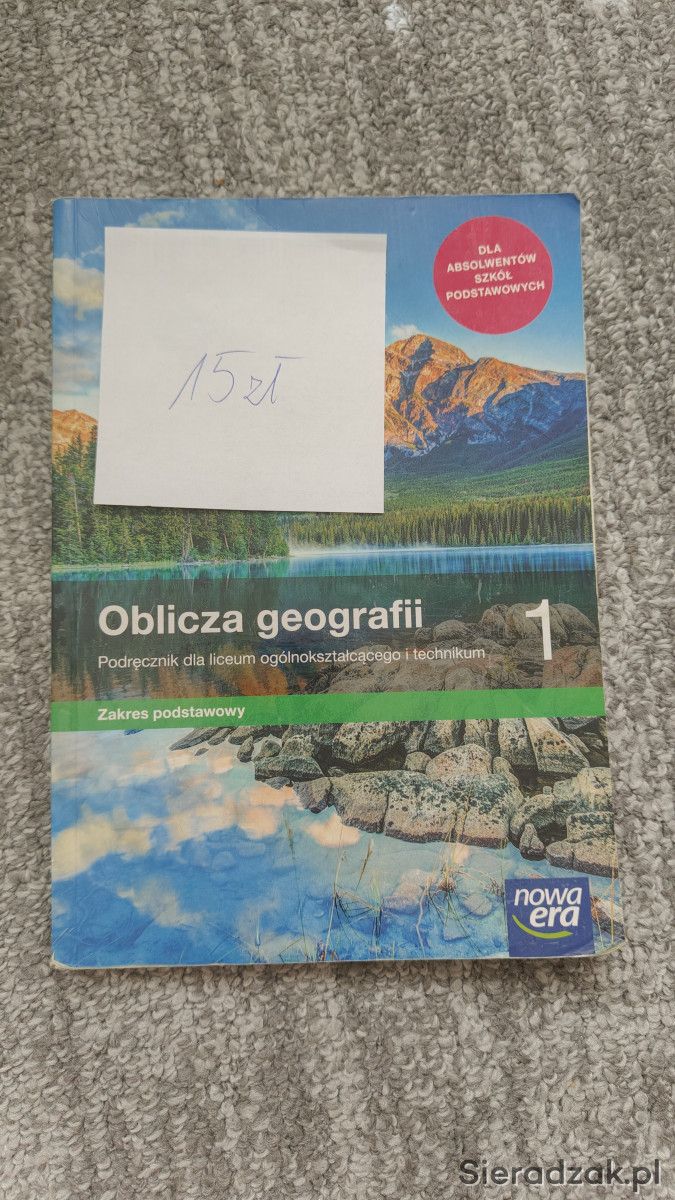 DLA
ABSOLWENTÓW
SZKÓŁ
PODSTAWOWYCH
15 zł
Oblicza geografii 1
Podręcznik dla liceum ogólnokształcącego i technikum
Zakres podstawowy
nowa
era
Sieradzak.pl